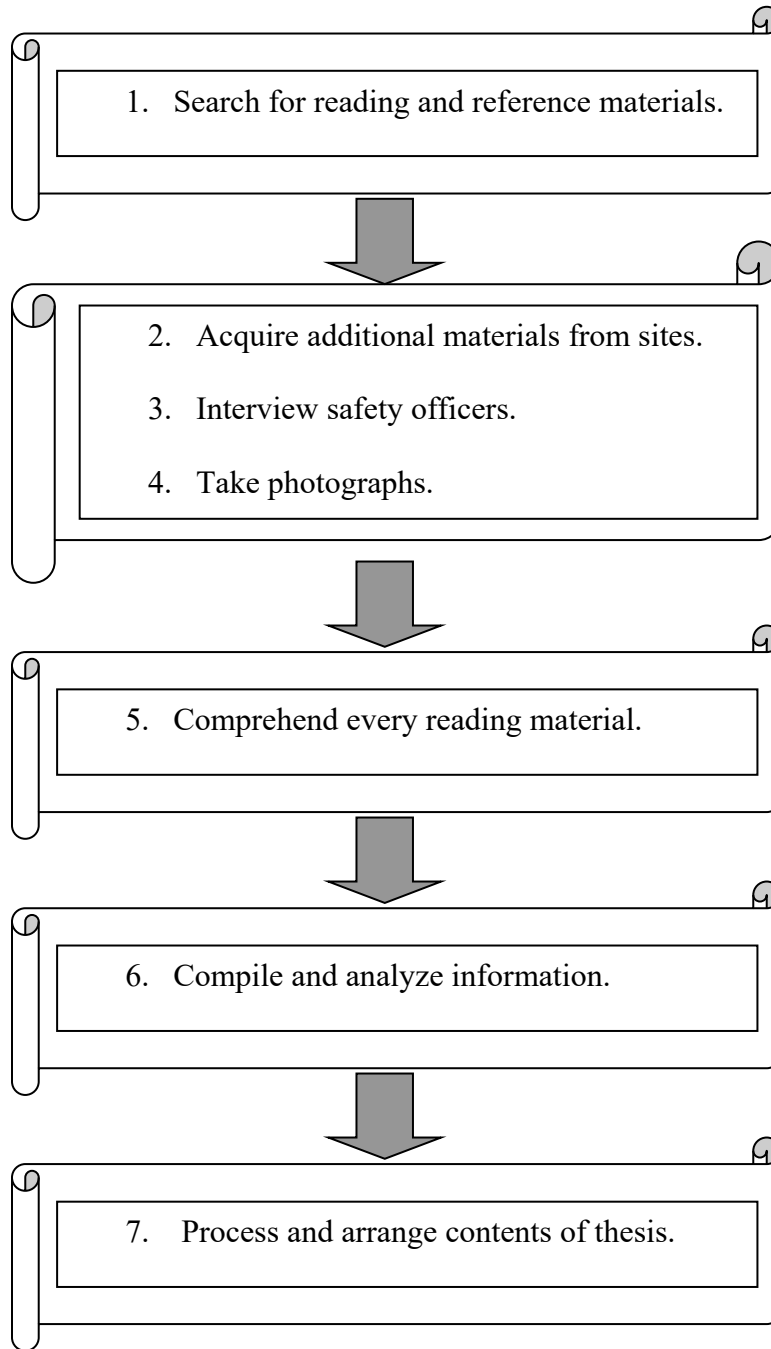 1. Search for reading and reference materials.
2. Acquire additional materials from sites.
3. Interview safety officers.
4. Take photographs.
5. Comprehend every reading material.
6. Compile and analyze information.
7. Process and arrange contents of thesis.